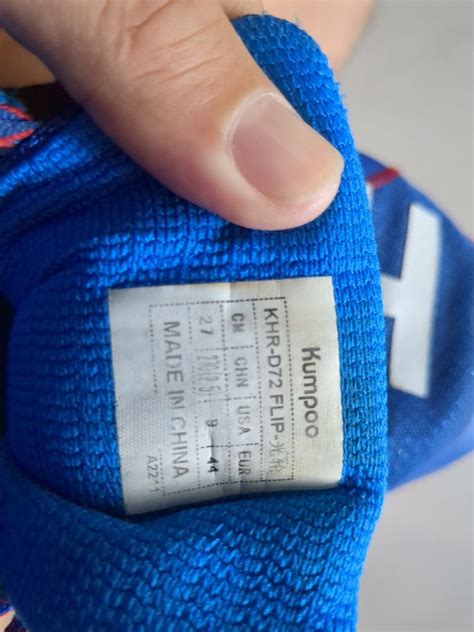 Kumpoo
KHR-D72 FLIP-
CM CHN USA EUR
27 9 44
MADE IN CHINA